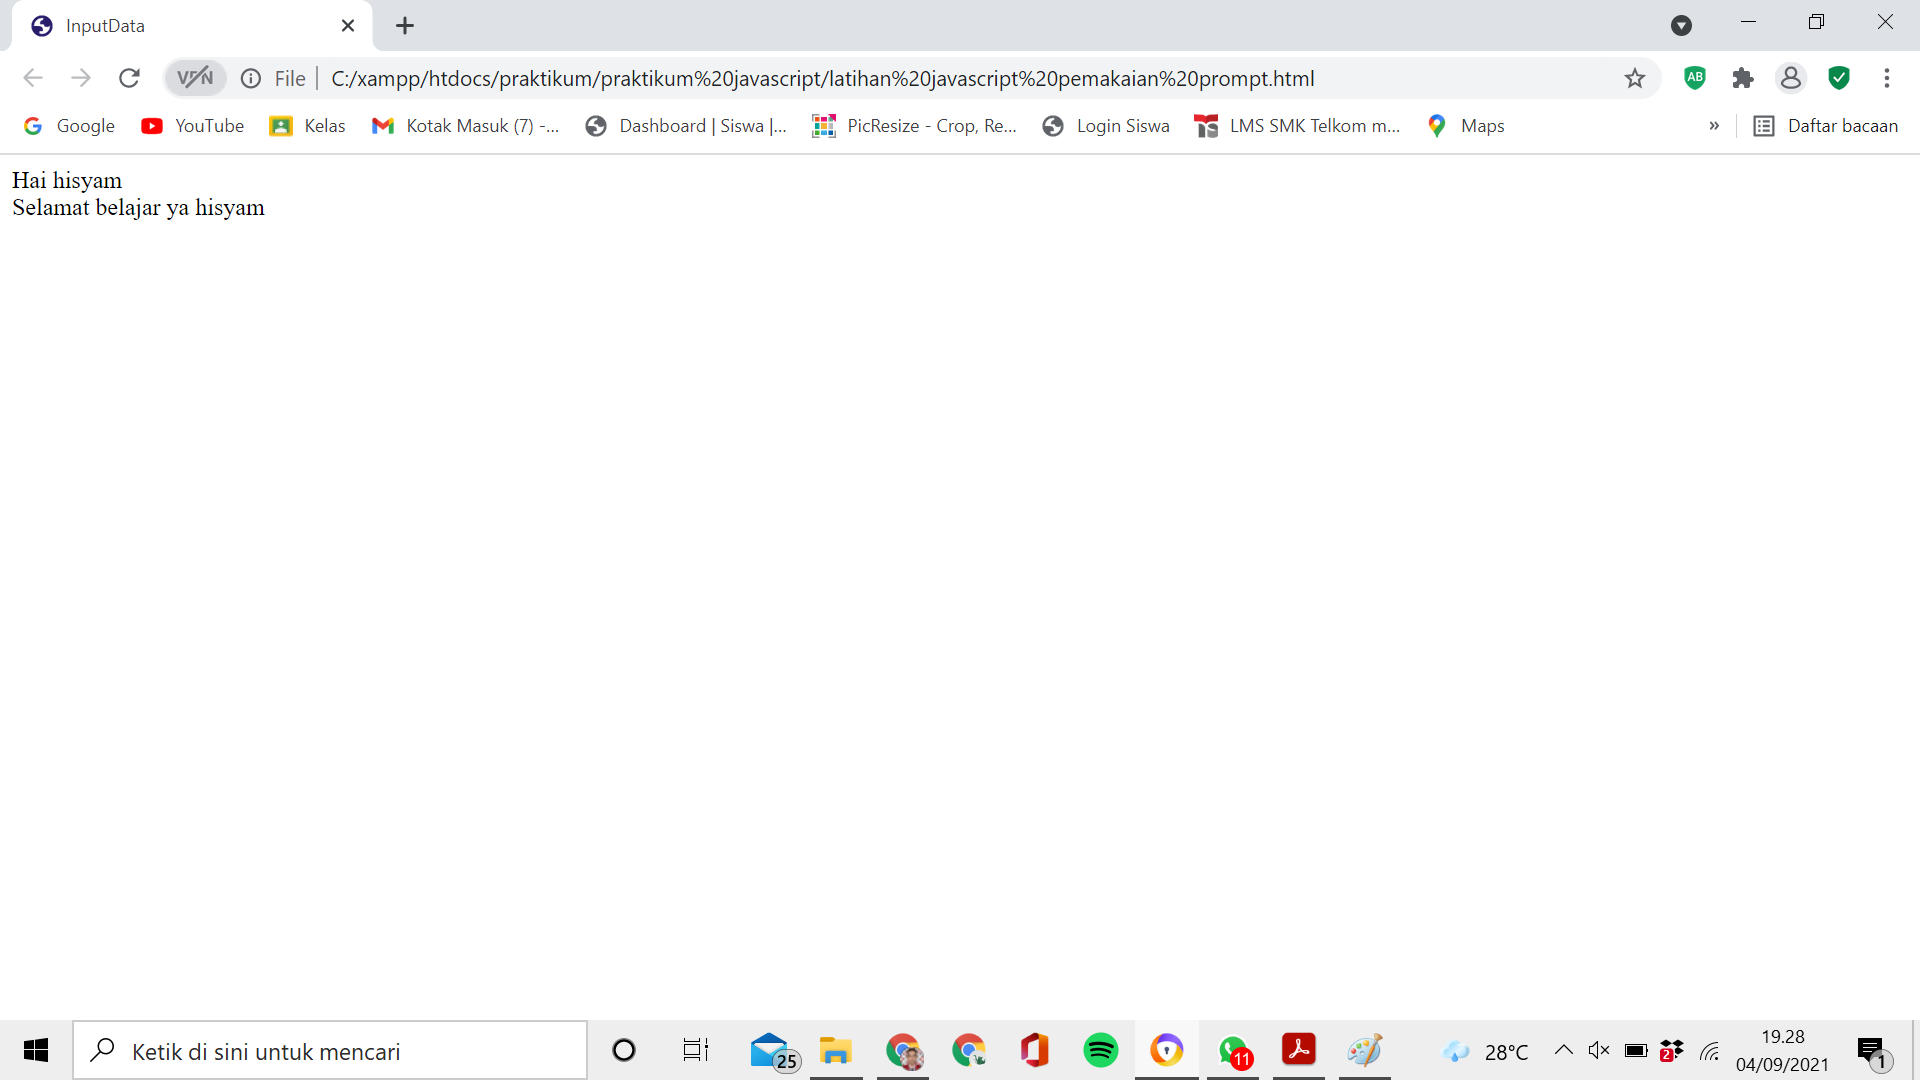 InputData
VPN File C:/xampp/htdocs/praktikum/praktikum%20javascript/latihan%20javascript%20pemakaian%20prompt.html AB
Google YouTube Kelas Kotak Masuk (7) -... Dashboard | Siswa |... PicResize - Crop, Re... Login Siswa LMS SMK Telkom m... Maps » Daftar bacaan
Hai hisyam
Selamat belajar ya hisyam
Ketik di sini untuk mencari 25 11 28°C 2 19.28
04/09/2021 1